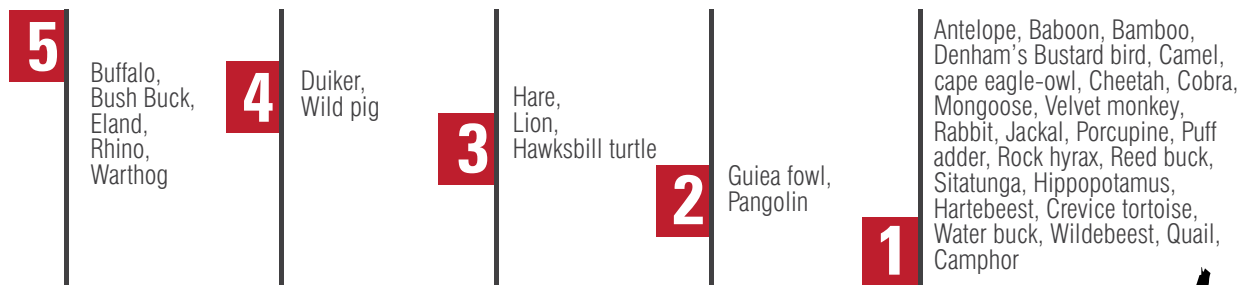 5
Buffalo,
Bush Buck,
Eland,
Rhino,
Warthog
4
Duiker,
Wild pig
3
Hare,
Lion,
Hawksbill turtle
2
Guiea fowl,
Pangolin
1
Antelope, Baboon, Bamboo,
Denham's Bustard bird, Camel,
cape eagle-owl, Cheetah, Cobra,
Mongoose, Velvet monkey,
Rabbit, Jackal, Porcupine, Puff
adder, Rock hyrax, Reed buck,
Sitatunga, Hippopotamus,
Hartebeest, Crevice tortoise,
Water buck, Wildebeest, Quail,
Camphor